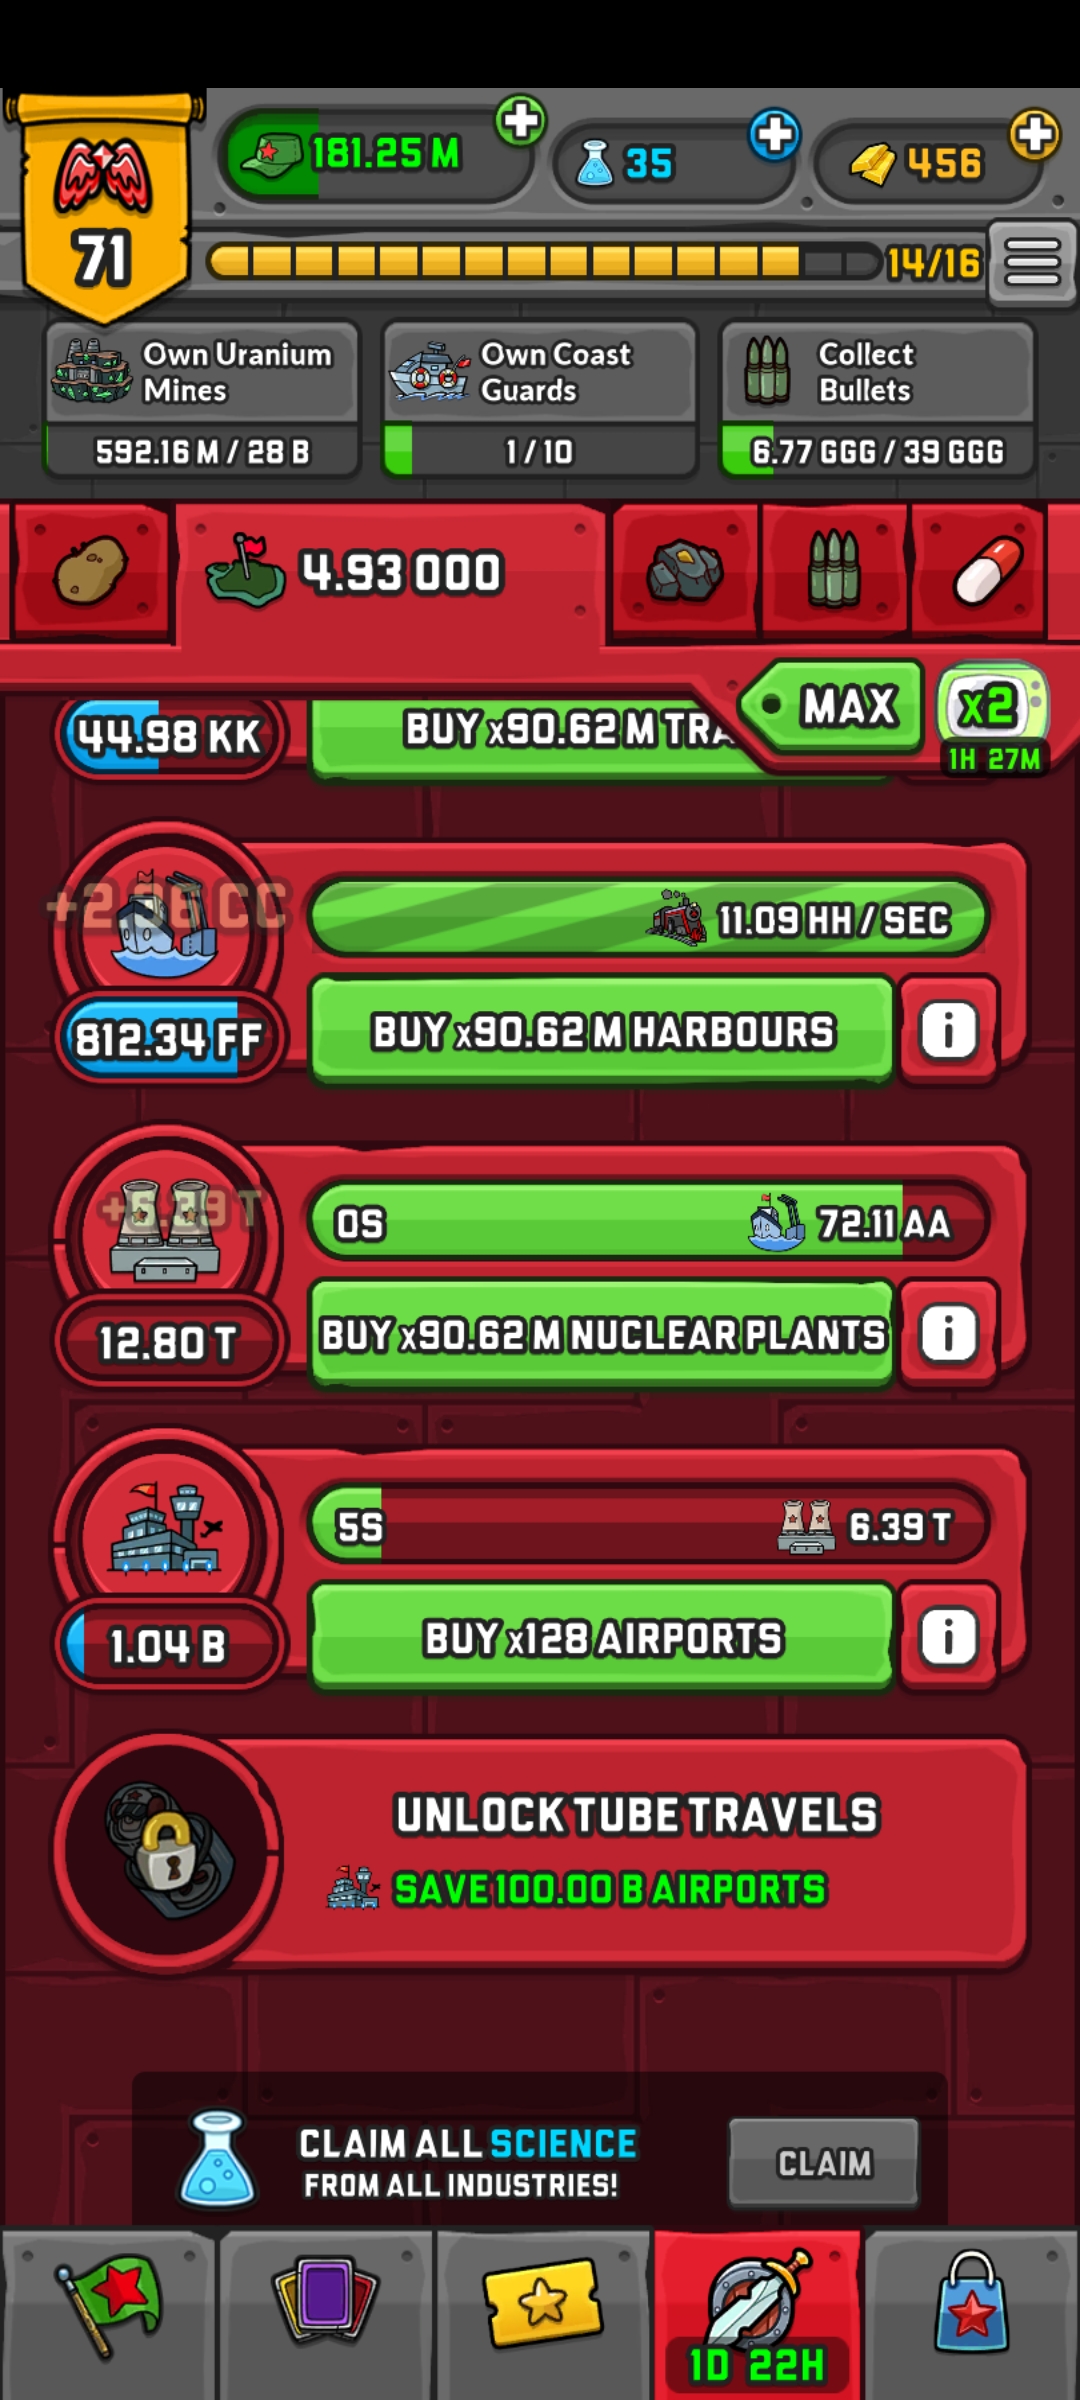 181.25 M
35
456
71
14/16
Own Uranium
Mines
592.16 M / 28 B
Own Coast
Guards
1 / 10
Collect
Bullets
6.77 GGG / 39 GGG
4.93 000
MAX
x2
1H 27M
44.98 KK
BUY x90.62 M TRA
+2.36 CC
11.09 HH / SEC
812.34 FF
BUY x90.62 M HARBOURS
i
+6.39 T
0S
72.11 AA
12.80 T
BUY x90.62 M NUCLEAR PLANTS
i
5S
6.39 T
1.04 B
BUY x128 AIRPORTS
i
UNLOCK TUBE TRAVELS
SAVE 100.00 B AIRPORTS
CLAIM ALL SCIENCE
FROM ALL INDUSTRIES!
CLAIM
1D 22H